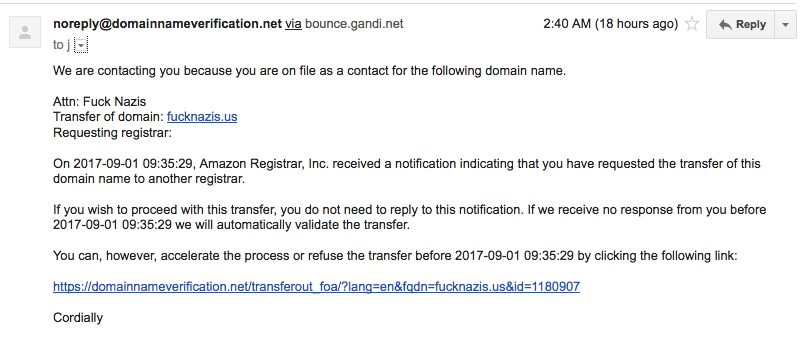 noreply@domainnameverification.net via bounce.gandi.net 2:40 AM (18 hours ago) Reply
to j
We are contacting you because you are on file as a contact for the following domain name.
Attn: Fuck Nazis
Transfer of domain: fucknazis.us
Requesting registrar:
On 2017-09-01 09:35:29, Amazon Registrar, Inc. received a notification indicating that you have requested the transfer of this
domain name to another registrar.
If you wish to proceed with this transfer, you do not need to reply to this notification. If we receive no response from you before
2017-09-01 09:35:29 we will automatically validate the transfer.
You can, however, accelerate the process or refuse the transfer before 2017-09-01 09:35:29 by clicking the following link:
https://domainnameverification.net/transferout_foa/?lang=en&fqdn=fucknazis.us&id=1180907
Cordially